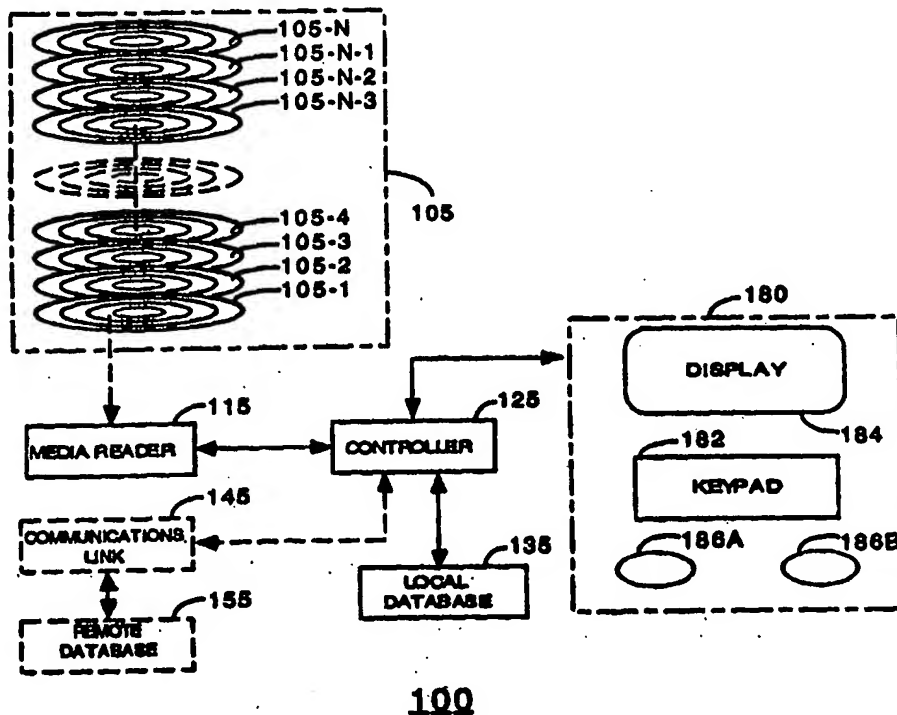 105-N
105-N-1
105-N-2
105-N-3
105
105-4
105-3
105-2
105-1
180
DISPLAY
184
115
MEDIA READER
125
CONTROLLER
182
KEYPAD
186A
186B
145
COMMUNICATIONS
LINK
135
LOCAL
DATABASE
155
REMOTE
DATABASE
100